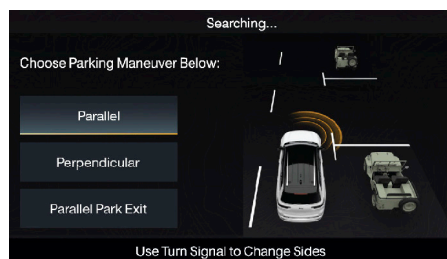 Searching...
Choose Parking Maneuver Below:
Parallel
Perpendicular
Parallel Park Exit
Use Turn Signal to Change Sides